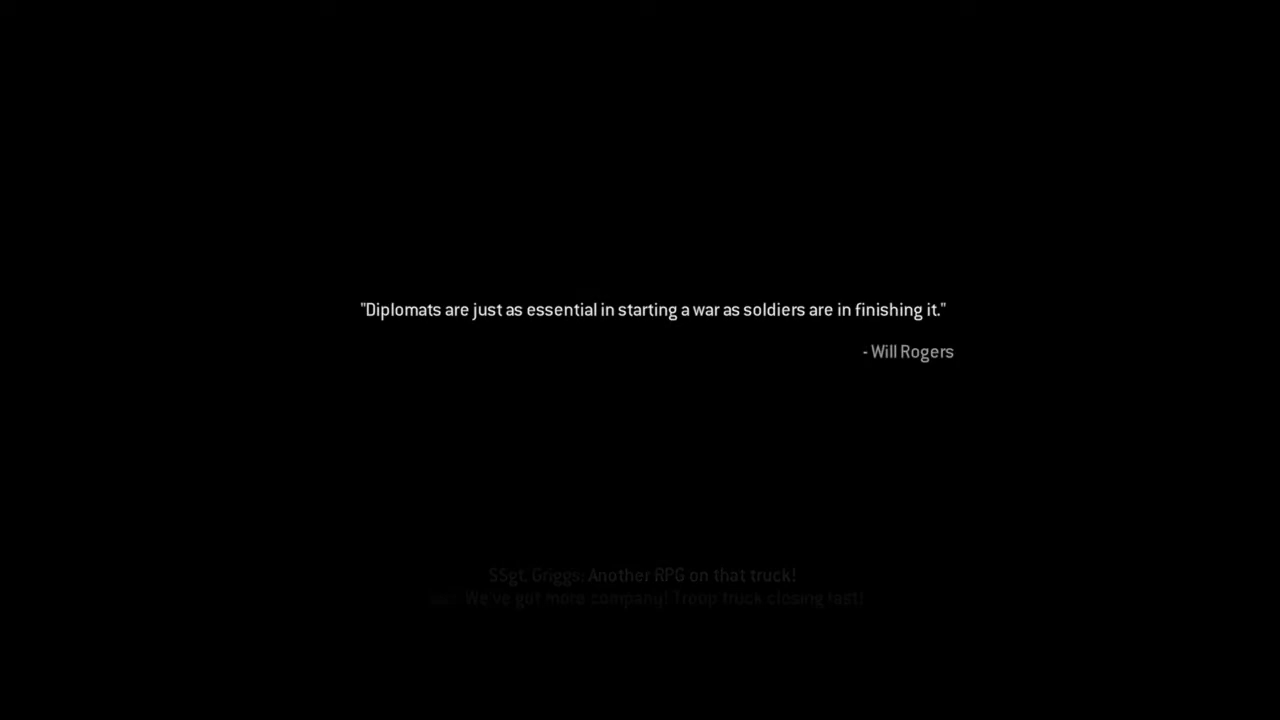 "Diplomats are just as essential in starting a war as soldiers are in finishing it."
- Will Rogers
SSgt. Griggs: Another RPG on that truck!
We've got more company! Troop truck closing fast!